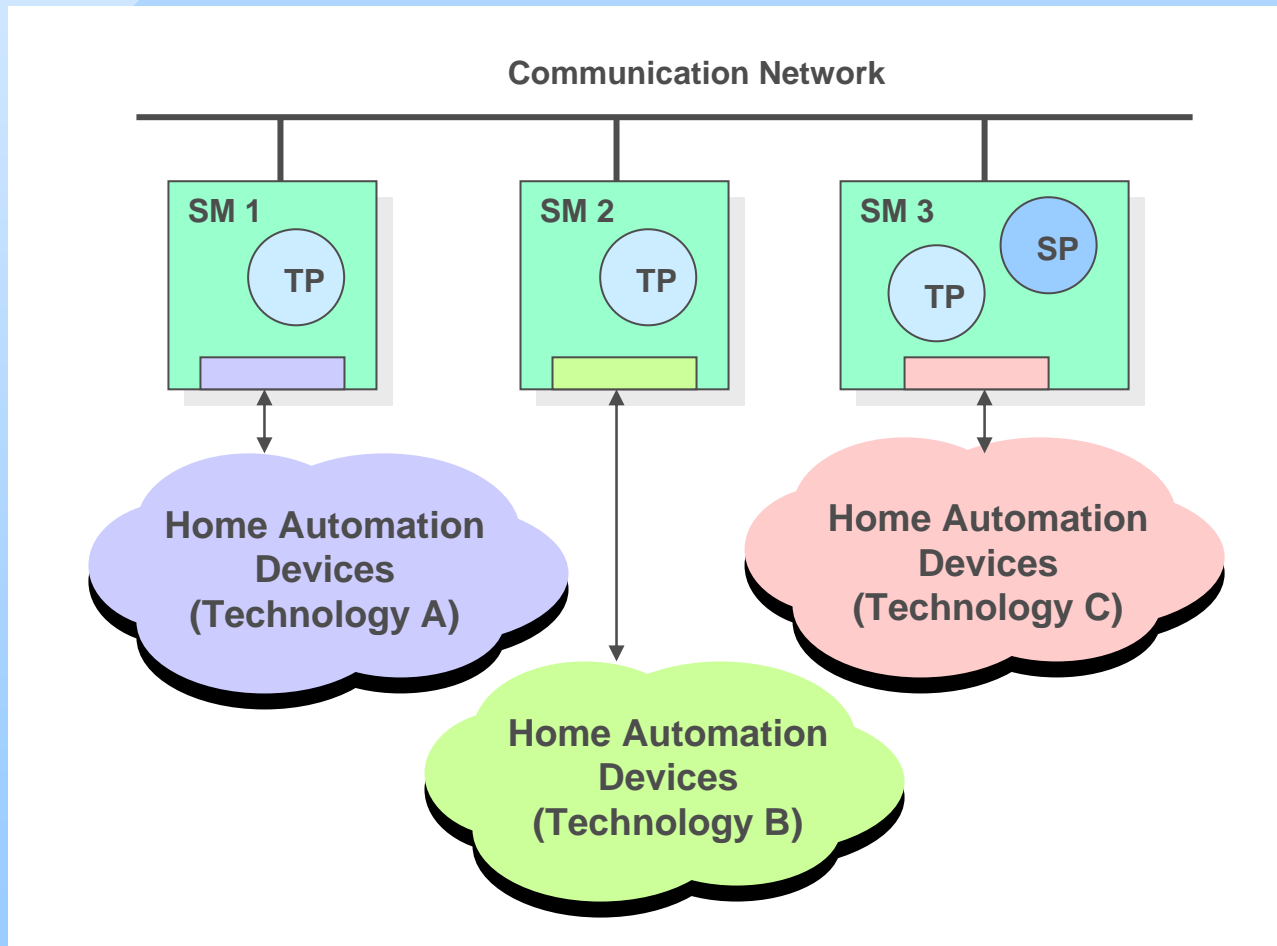 Communication Network
SM 1
TP
SM 2
TP
SM 3
SP
TP
Home Automation
Devices
(Technology A)
Home Automation
Devices
(Technology C)
Home Automation
Devices
(Technology B)